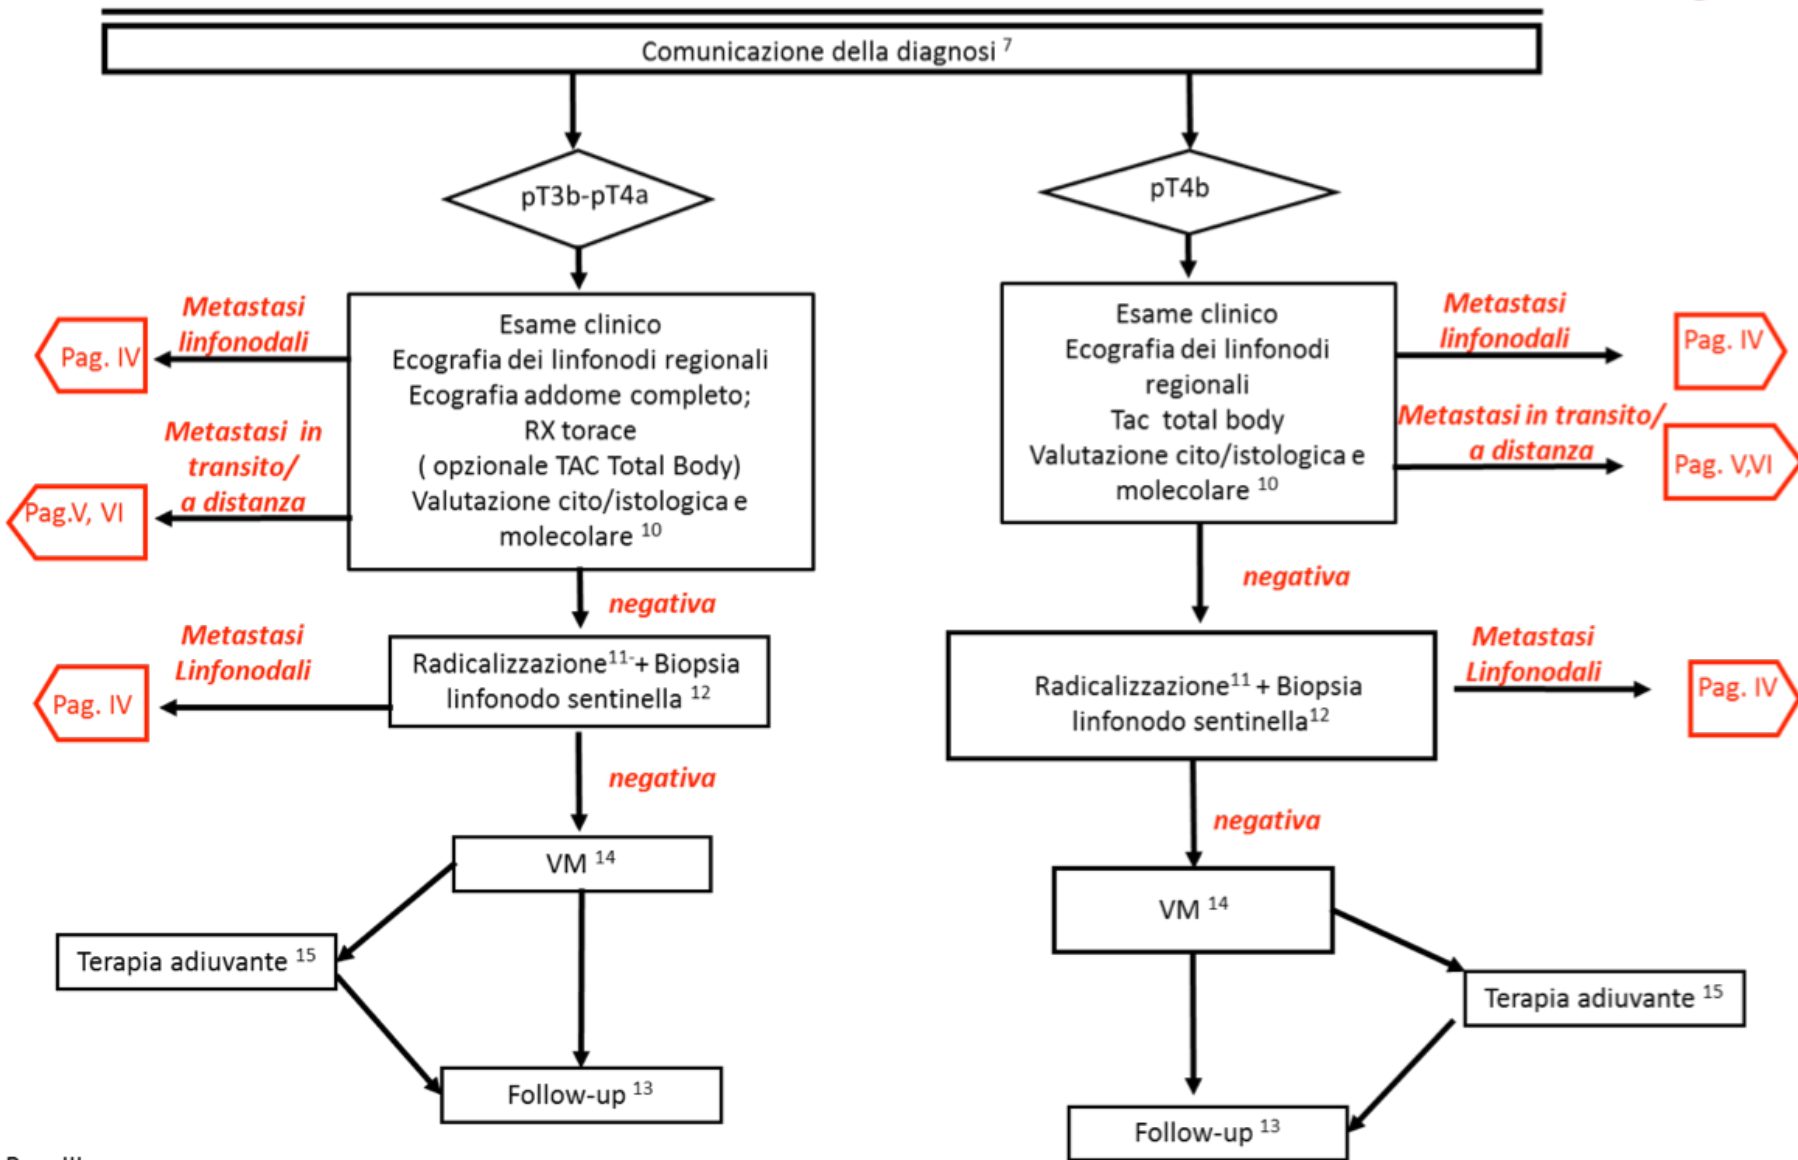 Comunicazione della diagnosi 7
pT3b-pT4a
Metastasi
linfonodali
Pag. IV
Metastasi in
transito/
a distanza
Pag.V, VI
Esame clinico
Ecografia dei linfonodi regionali
Ecografia addome completo;
RX torace
( opzionale TAC Total Body)
Valutazione cito/istologica e
molecolare 10
negativa
Metastasi
Linfonodali
Pag. IV
Radicalizzazione11-+ Biopsia
linfonodo sentinella 12
negativa
VM 14
Terapia adiuvante 15
Follow-up 13
pT4b
Esame clinico
Ecografia dei linfonodi
regionali
Tac total body
Valutazione cito/istologica e
molecolare 10
Metastasi
linfonodali
Pag. IV
Metastasi in transito/
a distanza
Pag. V,VI
negativa
Radicalizzazione11 + Biopsia
linfonodo sentinella12
Metastasi
Linfonodali
Pag. IV
negativa
VM 14
Terapia adiuvante 15
Follow-up 13